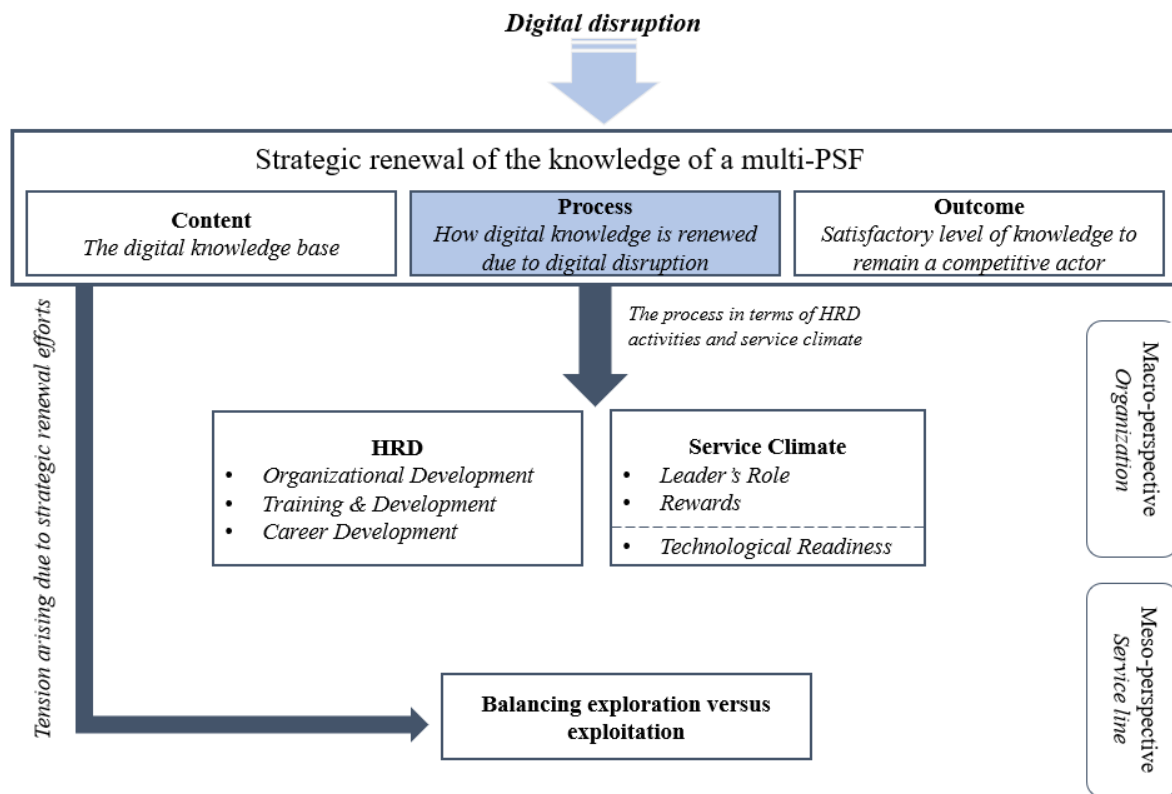 Digital disruption
Strategic renewal of the knowledge of a multi-PSF
Content
The digital knowledge base
Process
How digital knowledge is renewed
due to digital disruption
Outcome
Satisfactory level of knowledge to
remain a competitive actor
Tension arising due to strategic renewal efforts
The process in terms of HRD
activities and service climate
HRD
• Organizational Development
• Training & Development
• Career Development
Service Climate
• Leader's Role
• Rewards
• Technological Readiness
Macro-perspective
Organization
Balancing exploration versus
exploitation
Meso-perspective
Service line